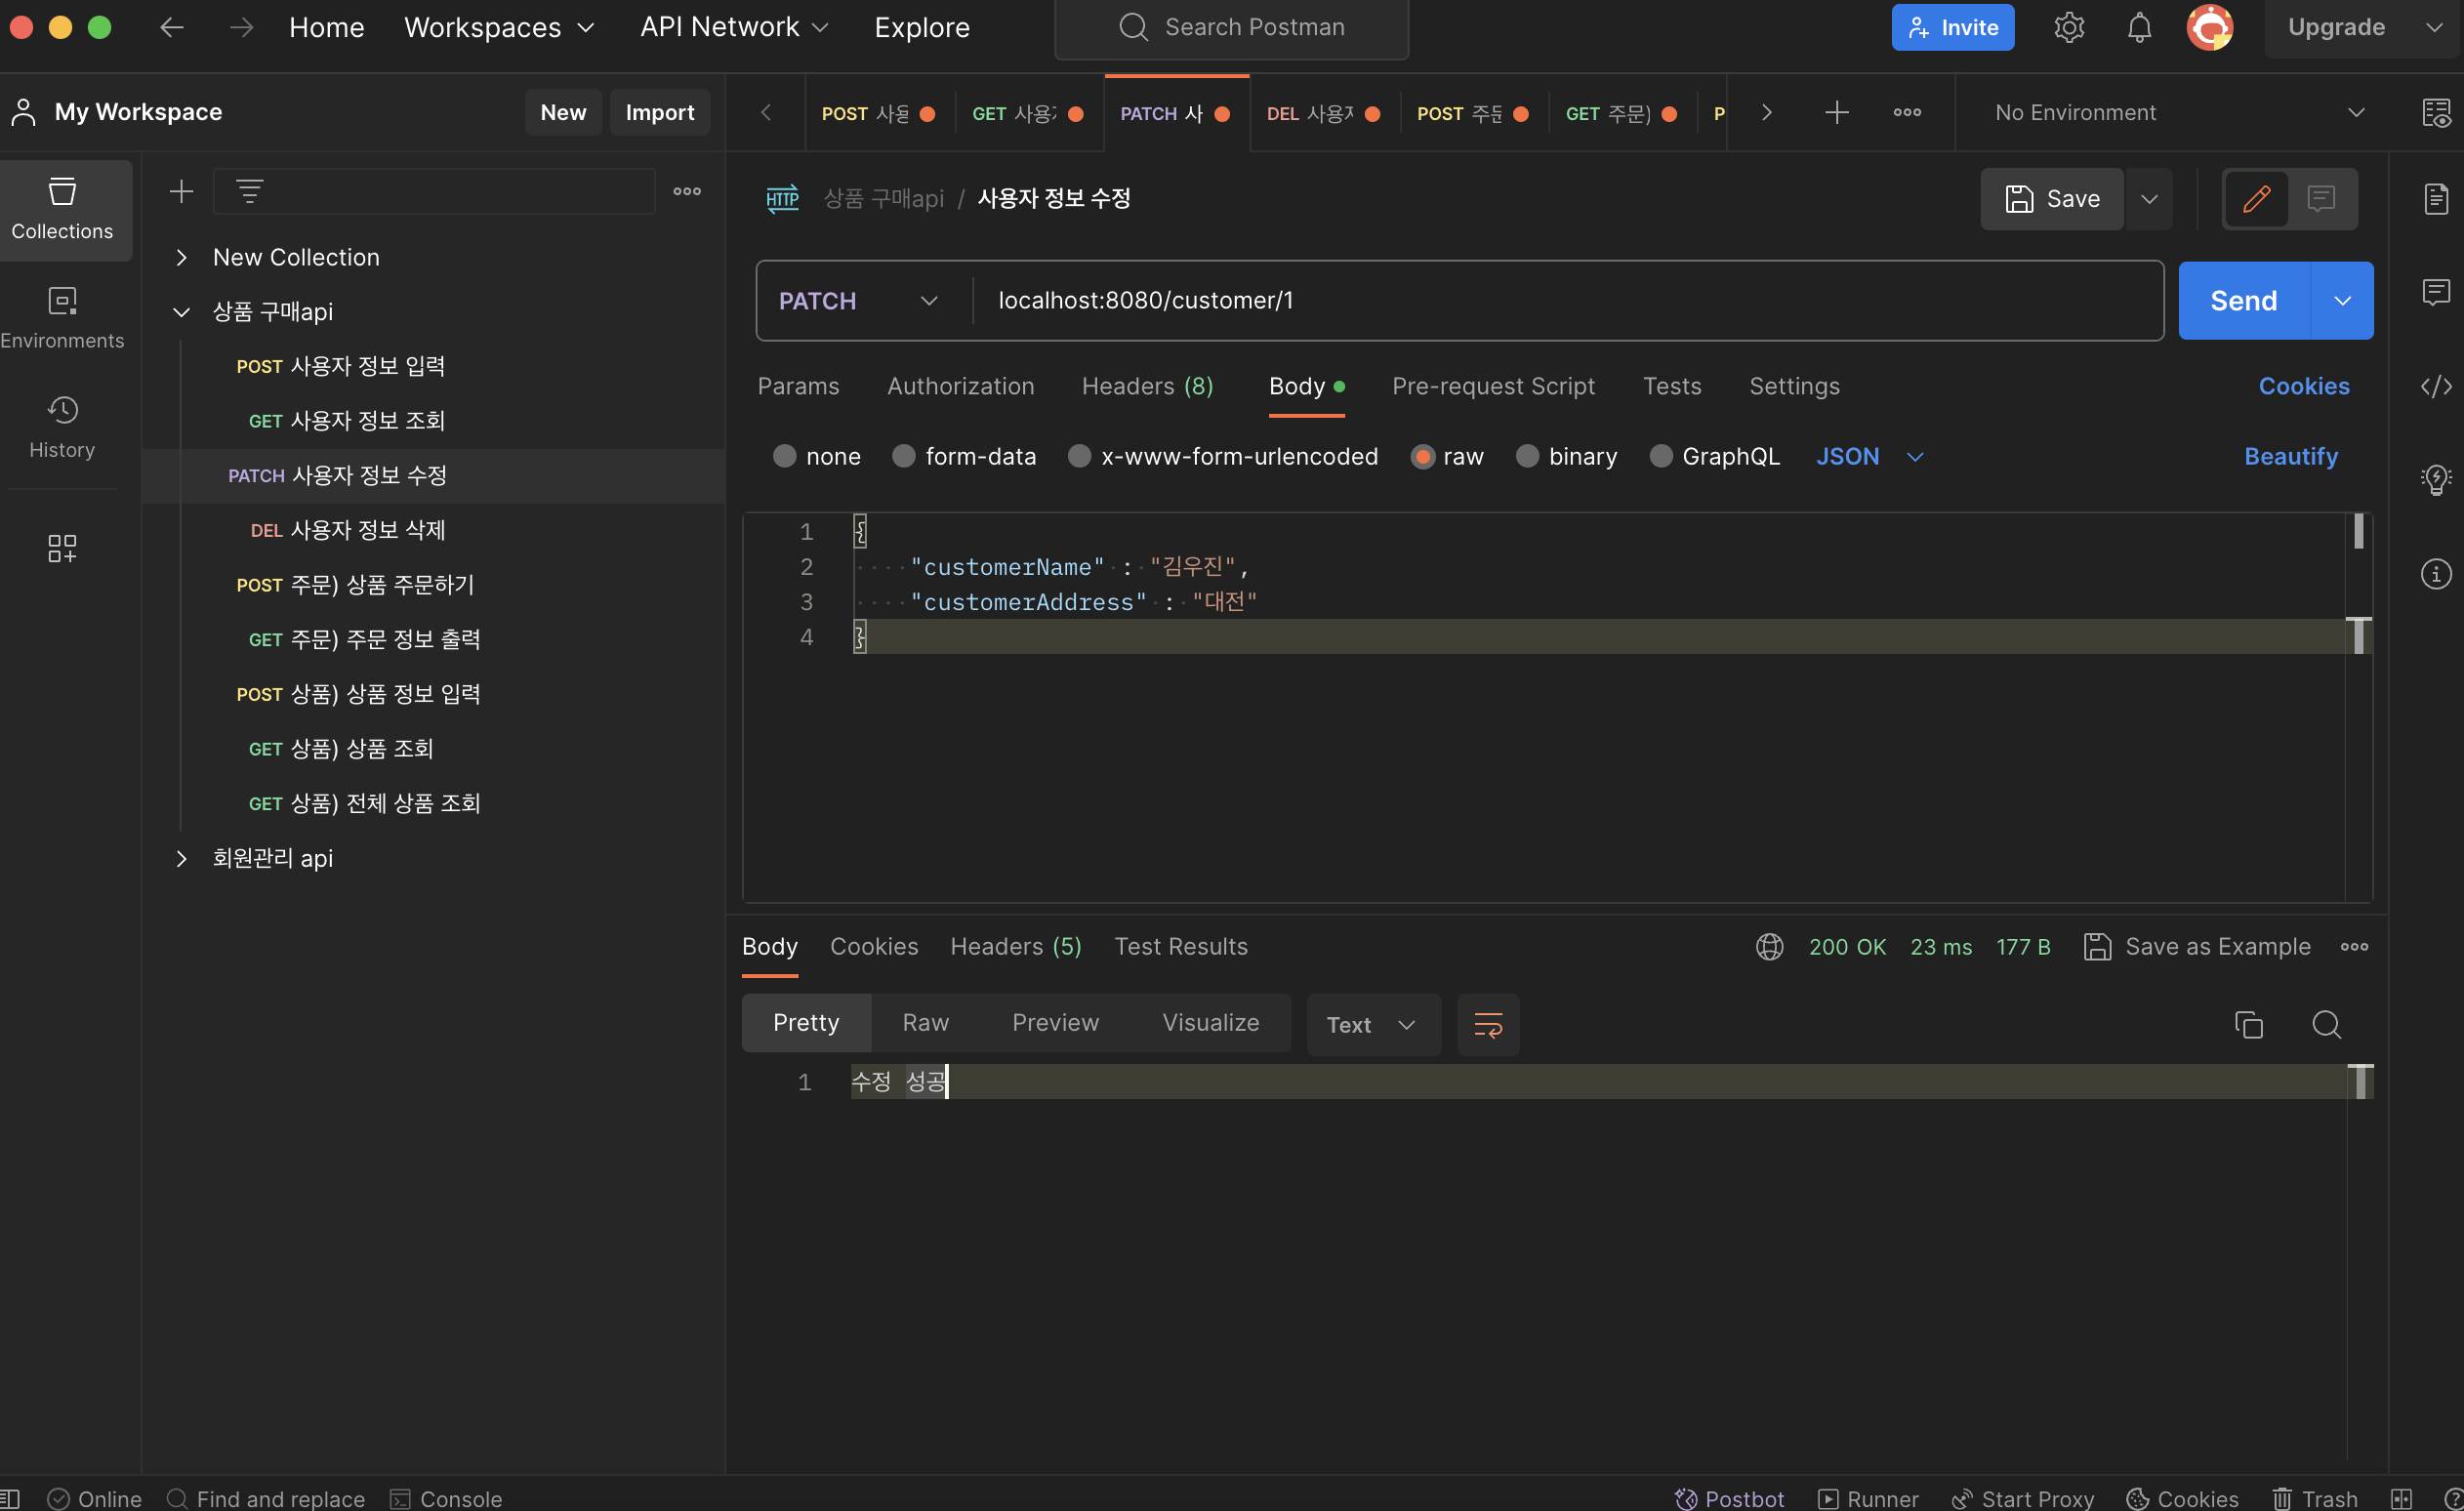 Home Workspaces API Network Explore Search Postman Invite Upgrade
My Workspace New Import
POST 사용 GET 사용 PATCH 사 DEL 사용 POST 주문 GET 주문) P No Environment
Collections
Environments
History
New Collection
상품 구매api
POST 사용자 정보 입력
GET 사용자 정보 조회
PATCH 사용자 정보 수정
DEL 사용자 정보 삭제
POST 주문) 상품 주문하기
GET 주문) 주문 정보 출력
POST 상품) 상품 정보 입력
GET 상품) 상품 조회
GET 상품) 전체 상품 조회
회원관리 api
HTTP 상품 구매api / 사용자 정보 수정 Save
PATCH localhost:8080/customer/1 Send
Params Authorization Headers (8) Body Pre-request Script Tests Settings Cookies
none form-data x-www-form-urlencoded raw binary GraphQL JSON Beautify
1 {
2 "customerName" : "김우진",
3 "customerAddress" : "대전"
4 }
Body Cookies Headers (5) Test Results 200 OK 23 ms 177 B Save as Example
Pretty Raw Preview Visualize Text
1 수정 성공
Online Find and replace Console Postbot Runner Start Proxy Cookies Trash